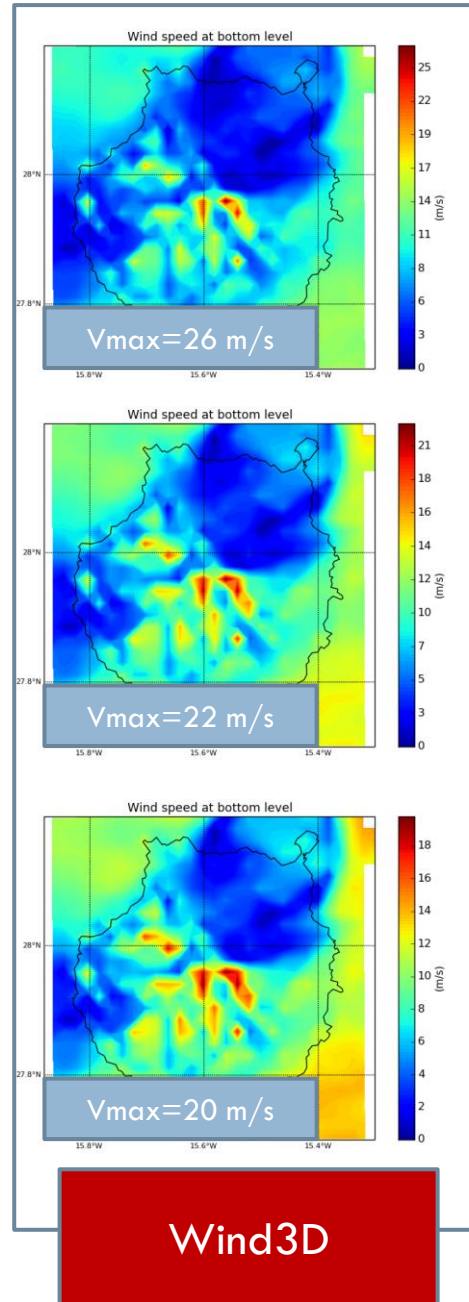 Wind speed at bottom level
28°N
27.8°N
15.8°W 15.6°W 15.4°W
25
22
20
17
14
11
8
6
3
0
(m/s)
Vmax=26 m/s
Wind speed at bottom level
28°N
27.8°N
15.8°W 15.6°W 15.4°W
21
19
16
14
12
10
7
5
3
0
(m/s)
Vmax=22 m/s
Wind speed at bottom level
28°N
27.8°N
15.8°W 15.6°W 15.4°W
18
16
14
12
10
8
6
4
2
0
(m/s)
Vmax=20 m/s
Wind3D